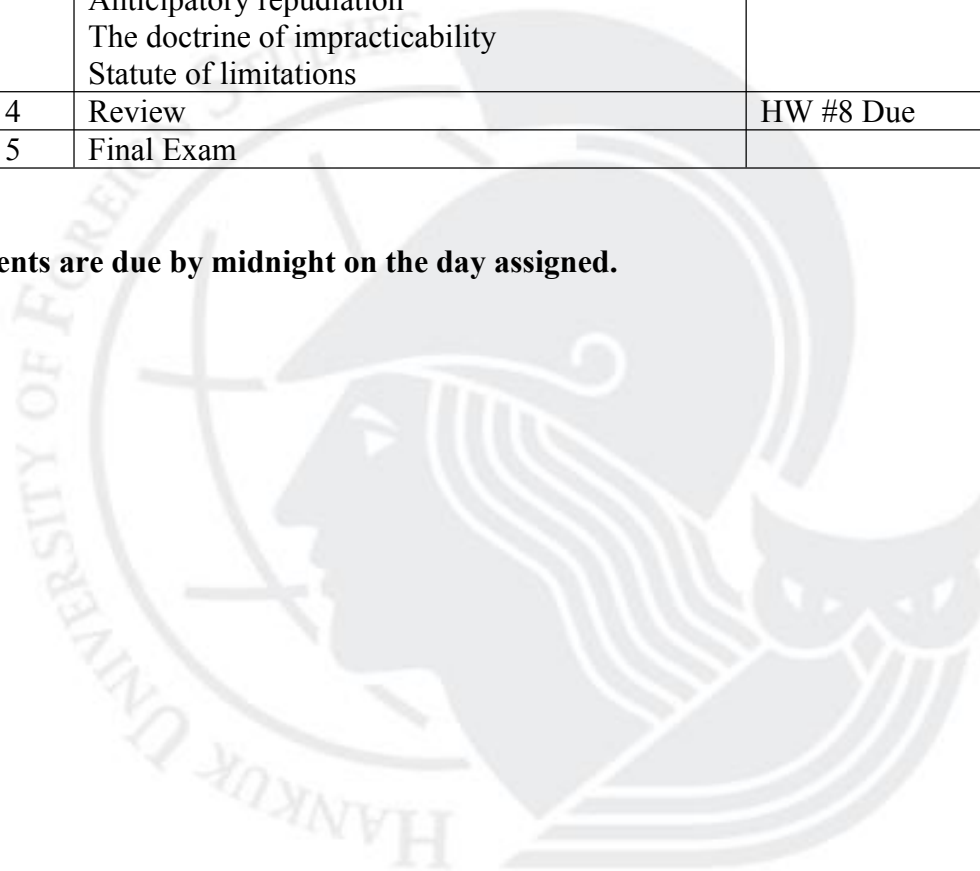 Anticipatory repudiation
The doctrine of impracticability
Statute of limitations
4 Review HW #8 Due
5 Final Exam
ents are due by midnight on the day assigned.
HANKUK UNIVERSITY OF FOREIGN STUDIES